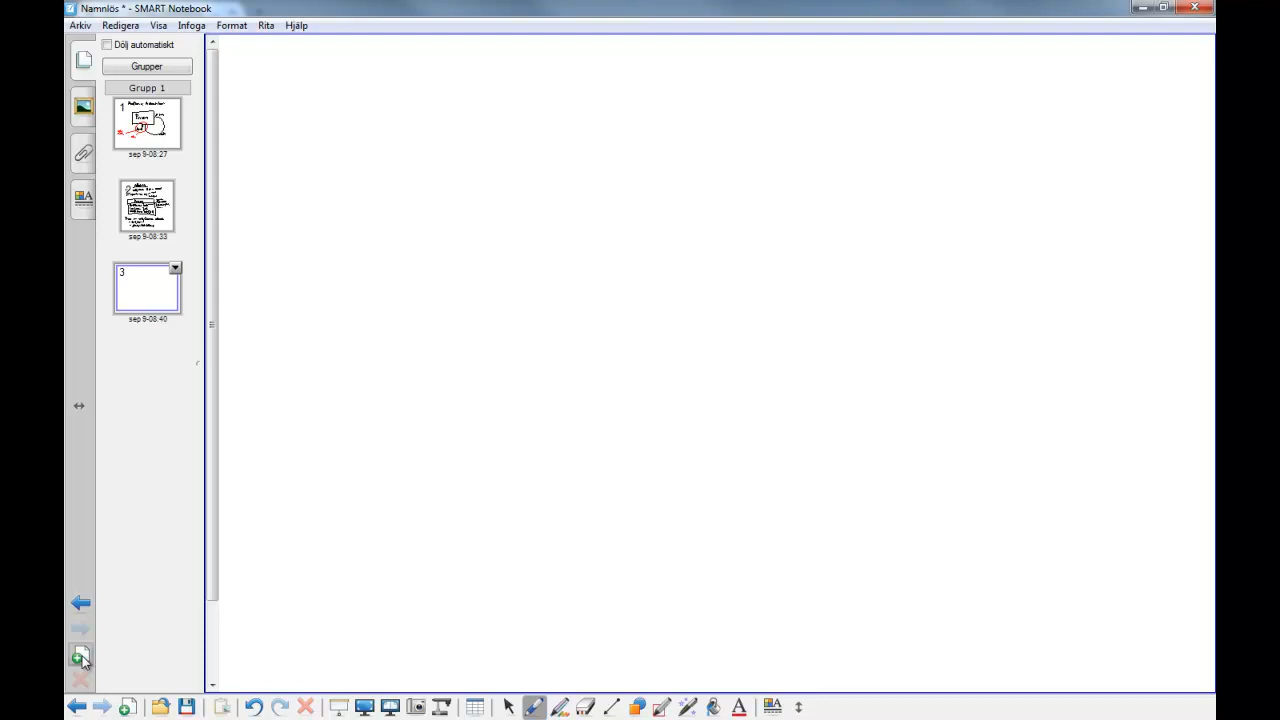 Namnlös * - SMART Notebook
Arkiv Redigera Visa Infoga Format Rita Hjälp
Dölj automatiskt
Grupper
Grupp 1
1
sep 9-08:27
sep 9-08:33
3
sep 9-08:40